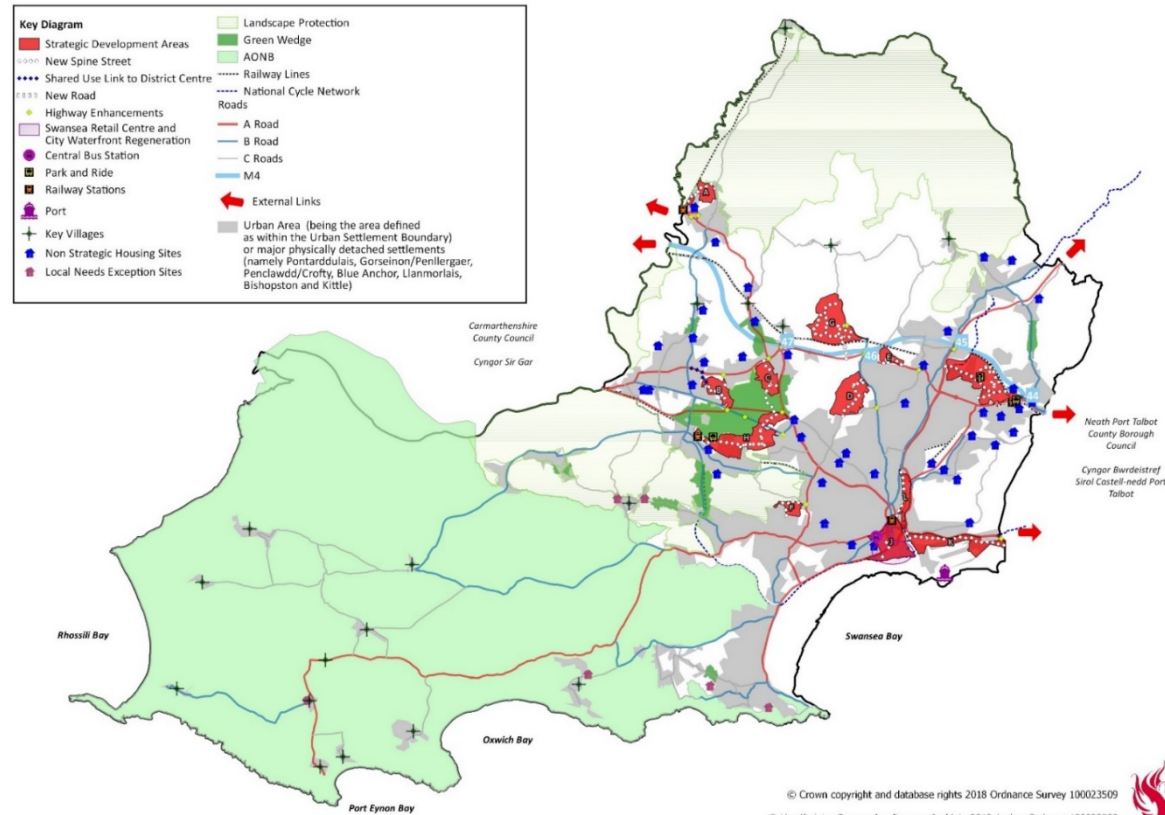 Key Diagram
Strategic Development Areas
New Spine Street
Shared Use Link to District Centre
New Road
Highway Enhancements
Swansea Retail Centre and
City Waterfront Regeneration
Central Bus Station
Park and Ride
Railway Stations
Port
Key Villages
Non Strategic Housing Sites
Local Needs Exception Sites
Landscape Protection
Green Wedge
AONB
Railway Lines
National Cycle Network
Roads
A Road
B Road
C Roads
M4
External Links
Urban Area (being the area defined
as within the Urban Settlement Boundary)
or major physically detached settlements
(namely Pontarddulais, Gorseinon/Penllergaer,
Penclawdd/Crofty, Blue Anchor, Llanmorlais,
Bishopston and Kittle)
Carmarthenshire
County Council
Cyngor Sir Gar
A
G
47
46
45
44
E
B
C
D
H
F
J
Neath Port Talbot
County Borough
Council
Cyngor Bwrdeistref
Sirol Castell-nedd Port
Talbot
Rhossili Bay
Swansea Bay
Oxwich Bay
Port Eynon Bay
© Crown copyright and database rights 2018 Ordnance Survey 100023509